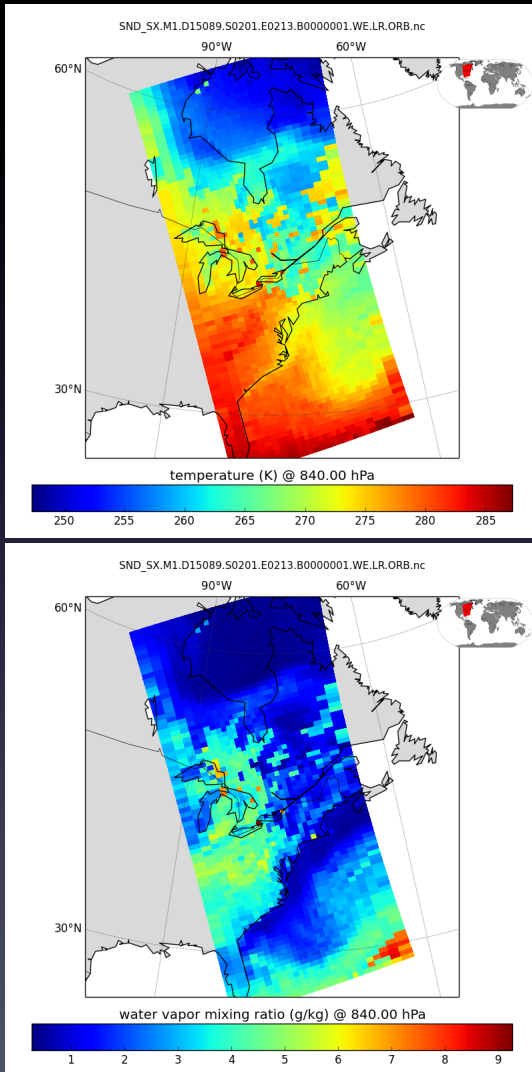 SND_SX.M1.D15089.S0201.E0213.B0000001.WE.LR.ORB.nc
90°W 60°W
60°N
30°N
temperature (K) @ 840.00 hPa
250 255 260 265 270 275 280 285
SND_SX.M1.D15089.S0201.E0213.B0000001.WE.LR.ORB.nc
90°W 60°W
60°N
30°N
water vapor mixing ratio (g/kg) @ 840.00 hPa
1 2 3 4 5 6 7 8 9